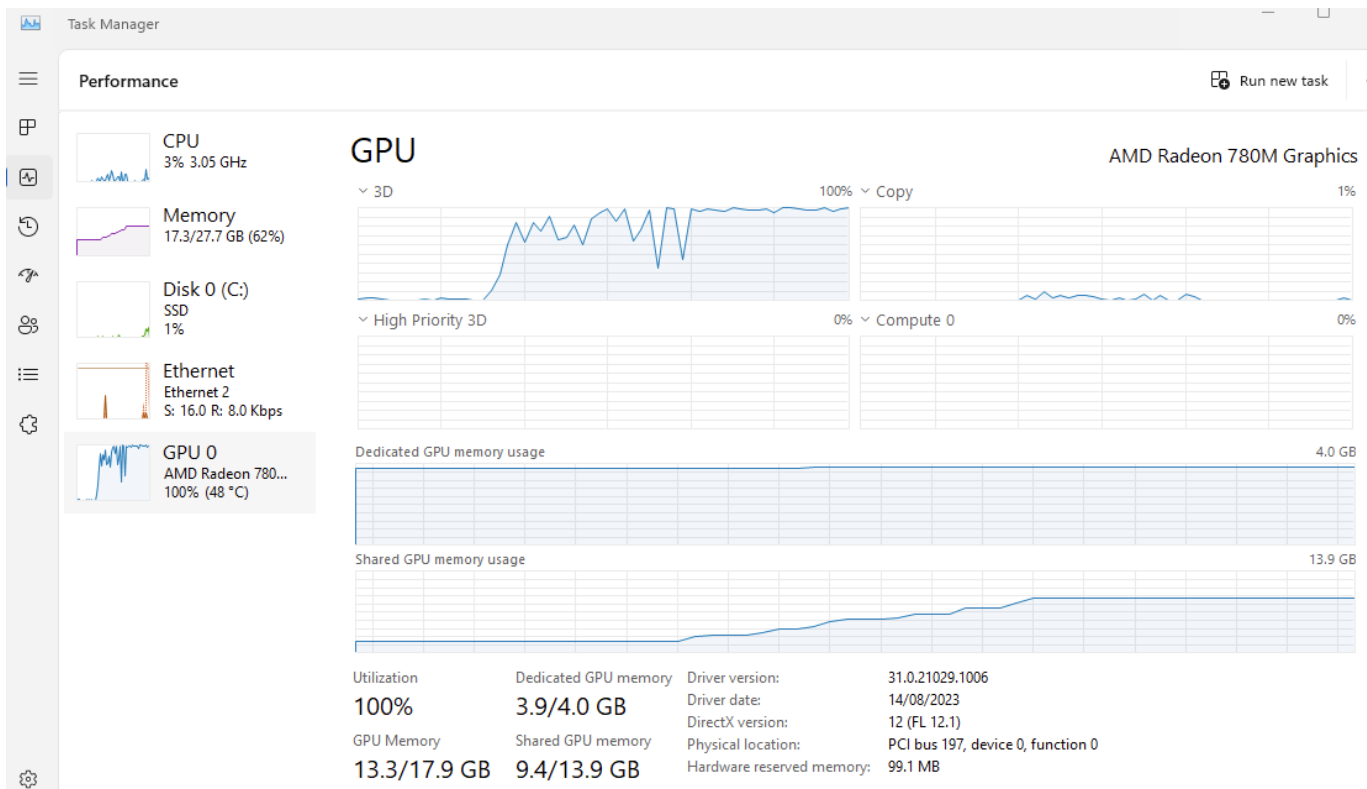 Task Manager
Performance
Run new task
CPU
3% 3.05 GHz
Memory
17.3/27.7 GB (62%)
Disk 0 (C:)
SSD
1%
Ethernet
Ethernet 2
S: 16.0 R: 8.0 Kbps
GPU 0
AMD Radeon 780...
100% (48 °C)
GPU
AMD Radeon 780M Graphics
3D 100%
Copy 1%
High Priority 3D 0%
Compute 0 0%
Dedicated GPU memory usage 4.0 GB
Shared GPU memory usage 13.9 GB
Utilization
100%
Dedicated GPU memory
3.9/4.0 GB
GPU Memory
13.3/17.9 GB
Shared GPU memory
9.4/13.9 GB
Driver version: 31.0.21029.1006
Driver date: 14/08/2023
DirectX version: 12 (FL 12.1)
Physical location: PCI bus 197, device 0, function 0
Hardware reserved memory: 99.1 MB